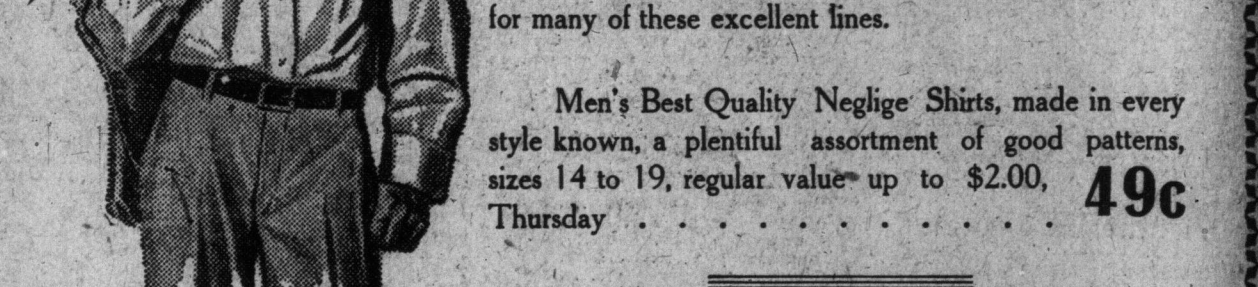 for many of these excellent lines.
Men's Best Quality Neglige Shirts, made in every
style known, a plentiful assortment of good patterns,
sizes 14 to 19, regular value up to $2.00,
Thursday . . . . . . . . . . . . 49c